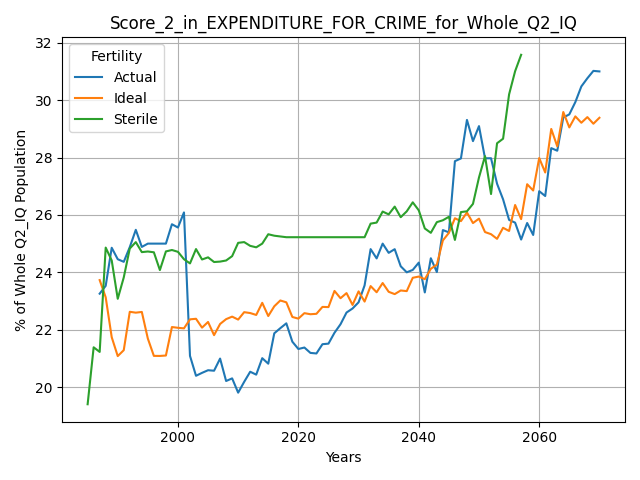 Score_2_in_EXPENDITURE_FOR_CRIME_for_Whole_Q2_IQ
Fertility
Actual
Ideal
Sterile
% of Whole Q2_IQ Population
32
30
28
26
24
22
20
2000
2020
2040
2060
Years